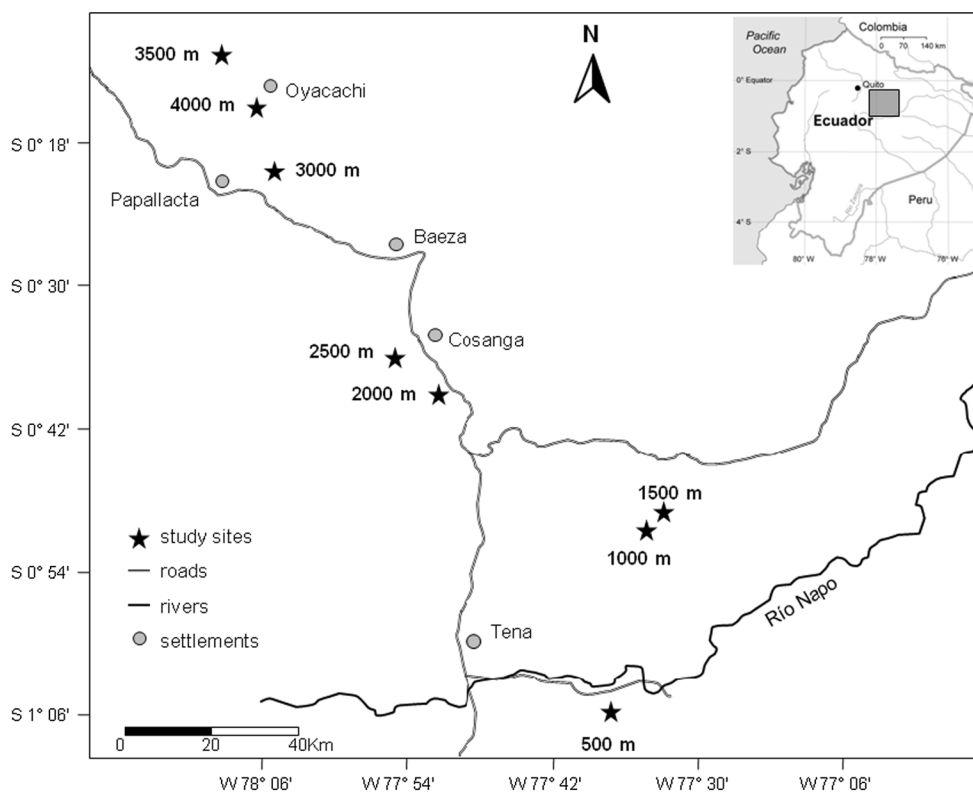 3500 m
Oyacachi
4000 m
3000 m
Papallacta
Baeza
N
Pacific
Ocean
Colombia
0 70 140 km
0° Equator
Quito
Ecuador
2° S
Peru
4° S
80° W
78° W
76° W
S 0° 18'
S 0° 30'
S 0° 42'
S 0° 54'
S 1° 06'
Cosanga
2500 m
2000 m
1500 m
1000 m
study sites
roads
rivers
settlements
Tena
Río Napo
500 m
0 20 40Km
W 78° 06'
W 77° 54'
W 77° 42'
W 77° 30'
W 77° 06'